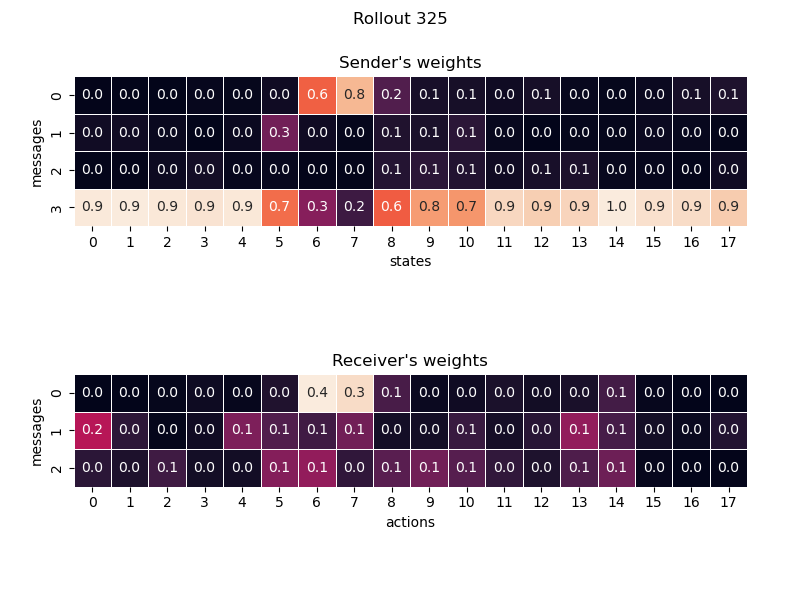 Rollout 325
Sender's weights
0 0.0 0.0 0.0 0.0 0.0 0.0 0.6 0.8 0.2 0.1 0.1 0.0 0.1 0.0 0.0 0.0 0.1 0.1
1 0.0 0.0 0.0 0.0 0.0 0.3 0.0 0.0 0.1 0.1 0.1 0.0 0.0 0.0 0.0 0.0 0.0 0.0
2 0.0 0.0 0.0 0.0 0.0 0.0 0.0 0.0 0.1 0.1 0.1 0.0 0.1 0.1 0.0 0.0 0.0 0.0
3 0.9 0.9 0.9 0.9 0.9 0.7 0.3 0.2 0.6 0.8 0.7 0.9 0.9 0.9 1.0 0.9 0.9 0.9
messages
0 1 2 3 4 5 6 7 8 9 10 11 12 13 14 15 16 17
states
Receiver's weights
0 0.0 0.0 0.0 0.0 0.0 0.0 0.4 0.3 0.1 0.0 0.0 0.0 0.0 0.0 0.1 0.0 0.0 0.0
1 0.2 0.0 0.0 0.0 0.1 0.1 0.1 0.1 0.0 0.0 0.1 0.0 0.0 0.1 0.1 0.0 0.0 0.0
2 0.0 0.0 0.1 0.0 0.0 0.1 0.1 0.0 0.1 0.1 0.1 0.0 0.0 0.1 0.1 0.0 0.0 0.0
messages
0 1 2 3 4 5 6 7 8 9 10 11 12 13 14 15 16 17
actions